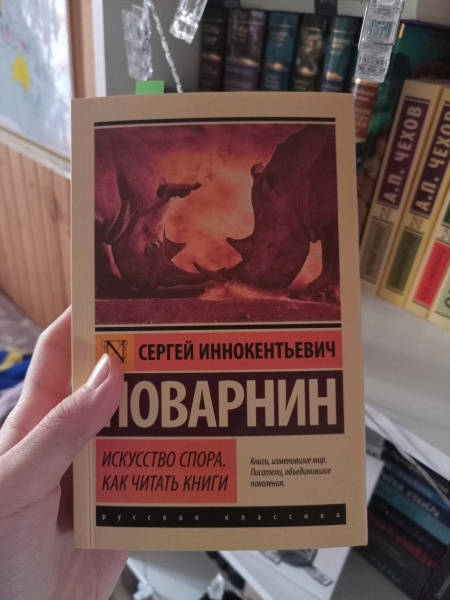 СЕРГЕЙ ИННОКЕНТЬЕВИЧ
ПОВАРНИН
ИСКУССТВО СПОРА.
КАК ЧИТАТЬ КНИГИ
Книги, изменившие мир.
Писатели, объединившие
поколения.
русская классика
А.П. ЧЕХОВ
А.П. ЧЕХОВ